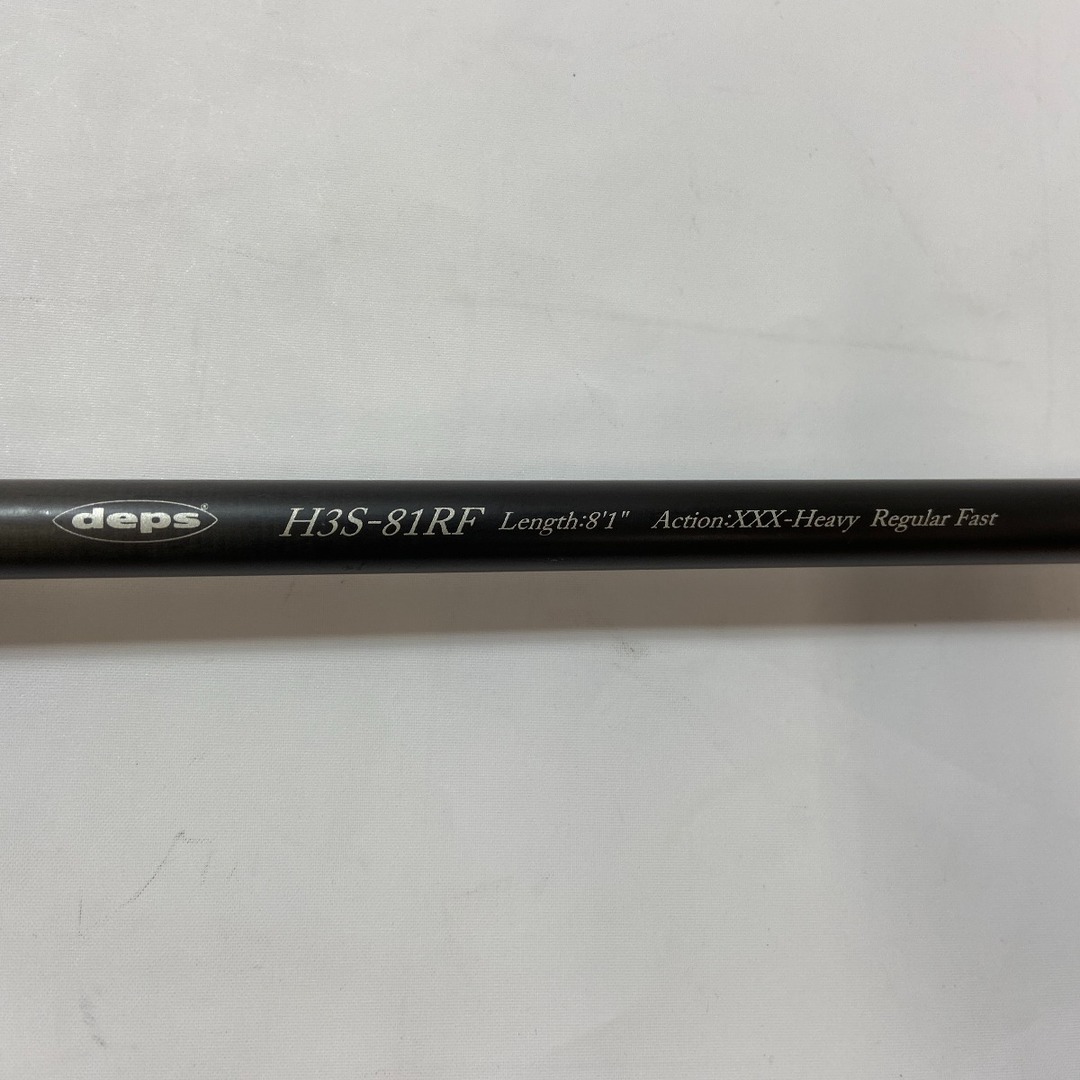 deps® H3S-81RF Length:8'1" Action:XXX-Heavy Regular Fast